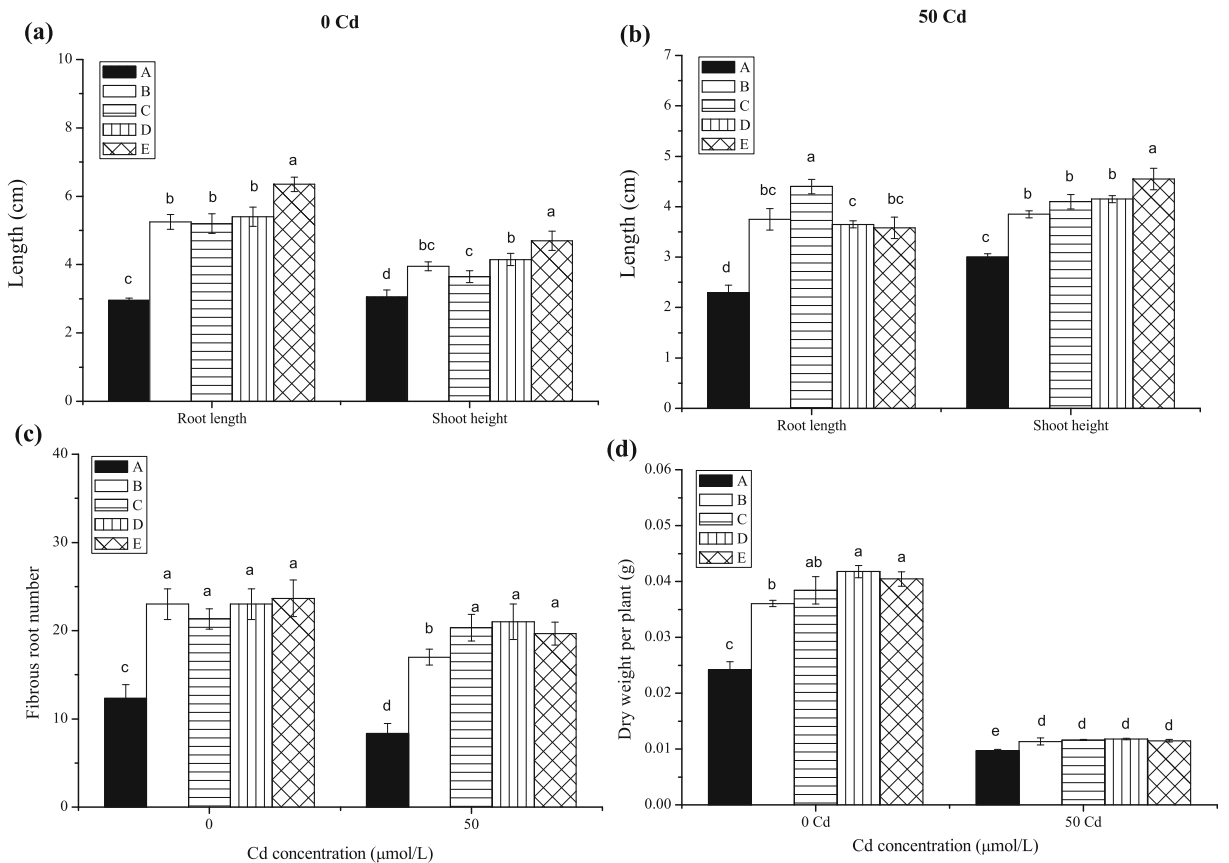 (a)
0 Cd
10
8
6
4
2
0
Length (cm)
A
B
C
D
E
c
b
b
b
a
d
bc
c
b
a
Root length
Shoot height
(b)
50 Cd
7
6
5
4
3
2
1
0
Length (cm)
A
B
C
D
E
d
bc
a
c
bc
c
b
b
b
a
Root length
Shoot height
(c)
40
30
20
10
0
Fibrous root number
A
B
C
D
E
c
a
a
a
a
d
b
a
a
a
0
50
Cd concentration (μmol/L)
(d)
0.06
0.05
0.04
0.03
0.02
0.01
0.00
Dry weight per plant (g)
A
B
C
D
E
c
b
ab
a
a
e
d
d
d
d
0 Cd
50 Cd
Cd concentration (μmol/L)